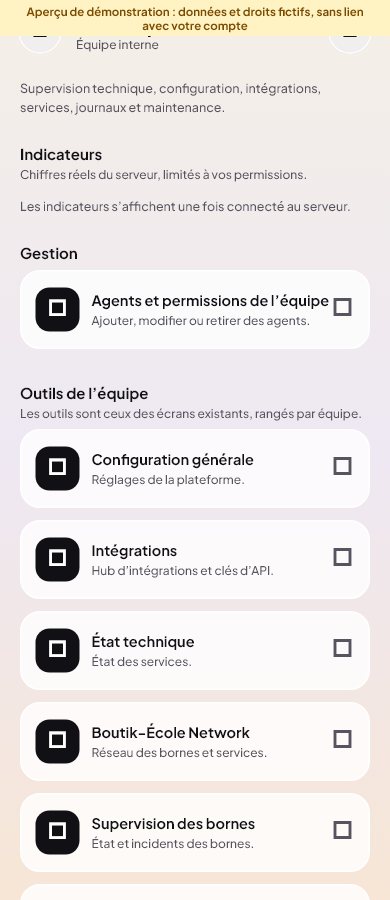 Aperçu de démonstration : données et droits fictifs, sans lien
avec votre compte
Équipe interne
Supervision technique, configuration, intégrations,
services, journaux et maintenance.
Indicateurs
Chiffres réels du serveur, limités à vos permissions.
Les indicateurs s’affichent une fois connecté au serveur.
Gestion
Agents et permissions de l’équipe
Ajouter, modifier ou retirer des agents.
Outils de l’équipe
Les outils sont ceux des écrans existants, rangés par équipe.
Configuration générale
Réglages de la plateforme.
Intégrations
Hub d’intégrations et clés d’API.
État technique
État des services.
Boutik-École Network
Réseau des bornes et services.
Supervision des bornes
État et incidents des bornes.